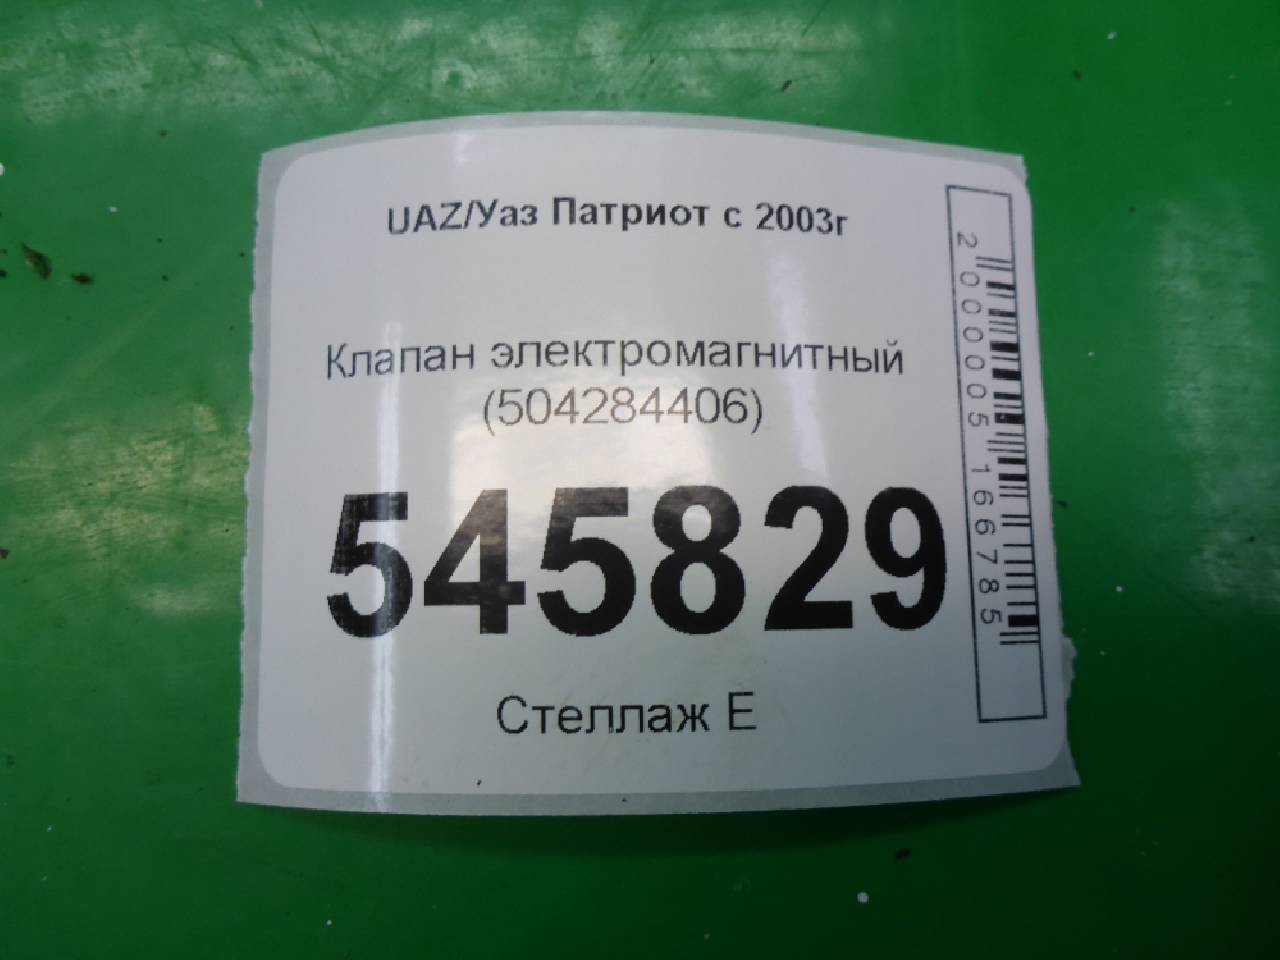 UAZ/Уаз Патриот с 2003г
Клапан электромагнитный
(504284406)
545829
Стеллаж Е
2000005166785